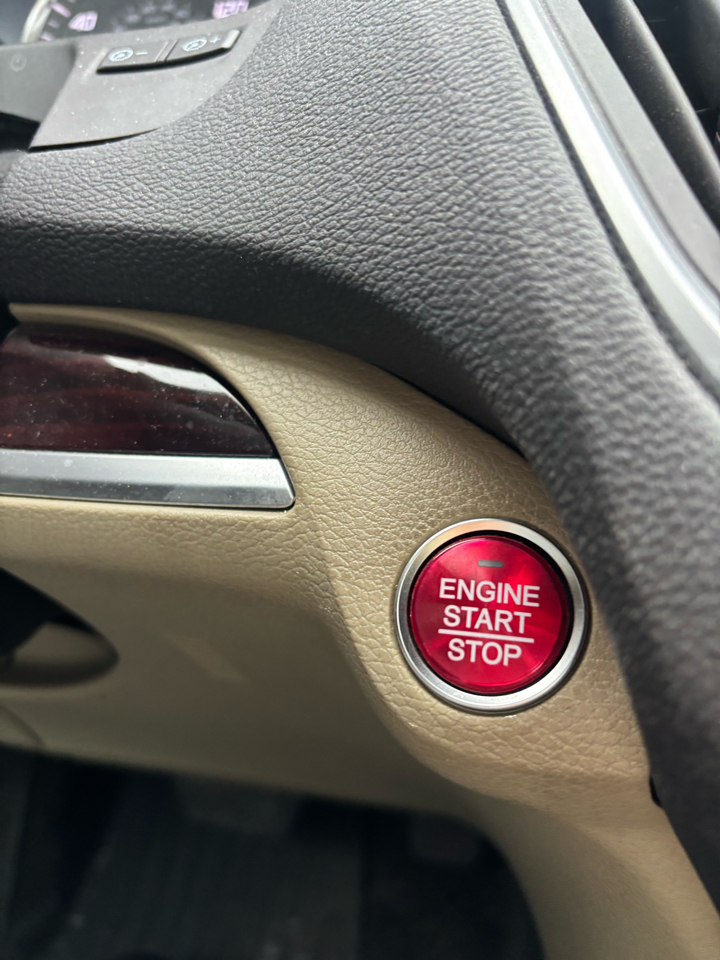 40
120
- +
ENGINE
START
STOP